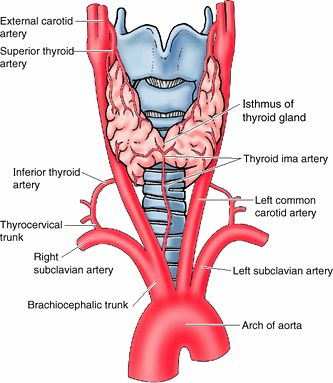 External carotid
artery
Superior thyroid
artery
Isthmus of
thyroid gland
Thyroid ima artery
Inferior thyroid
artery
Left common
carotid artery
Thyrocervical
trunk
Right
subclavian artery
Left subclavian artery
Brachiocephalic trunk
Arch of aorta